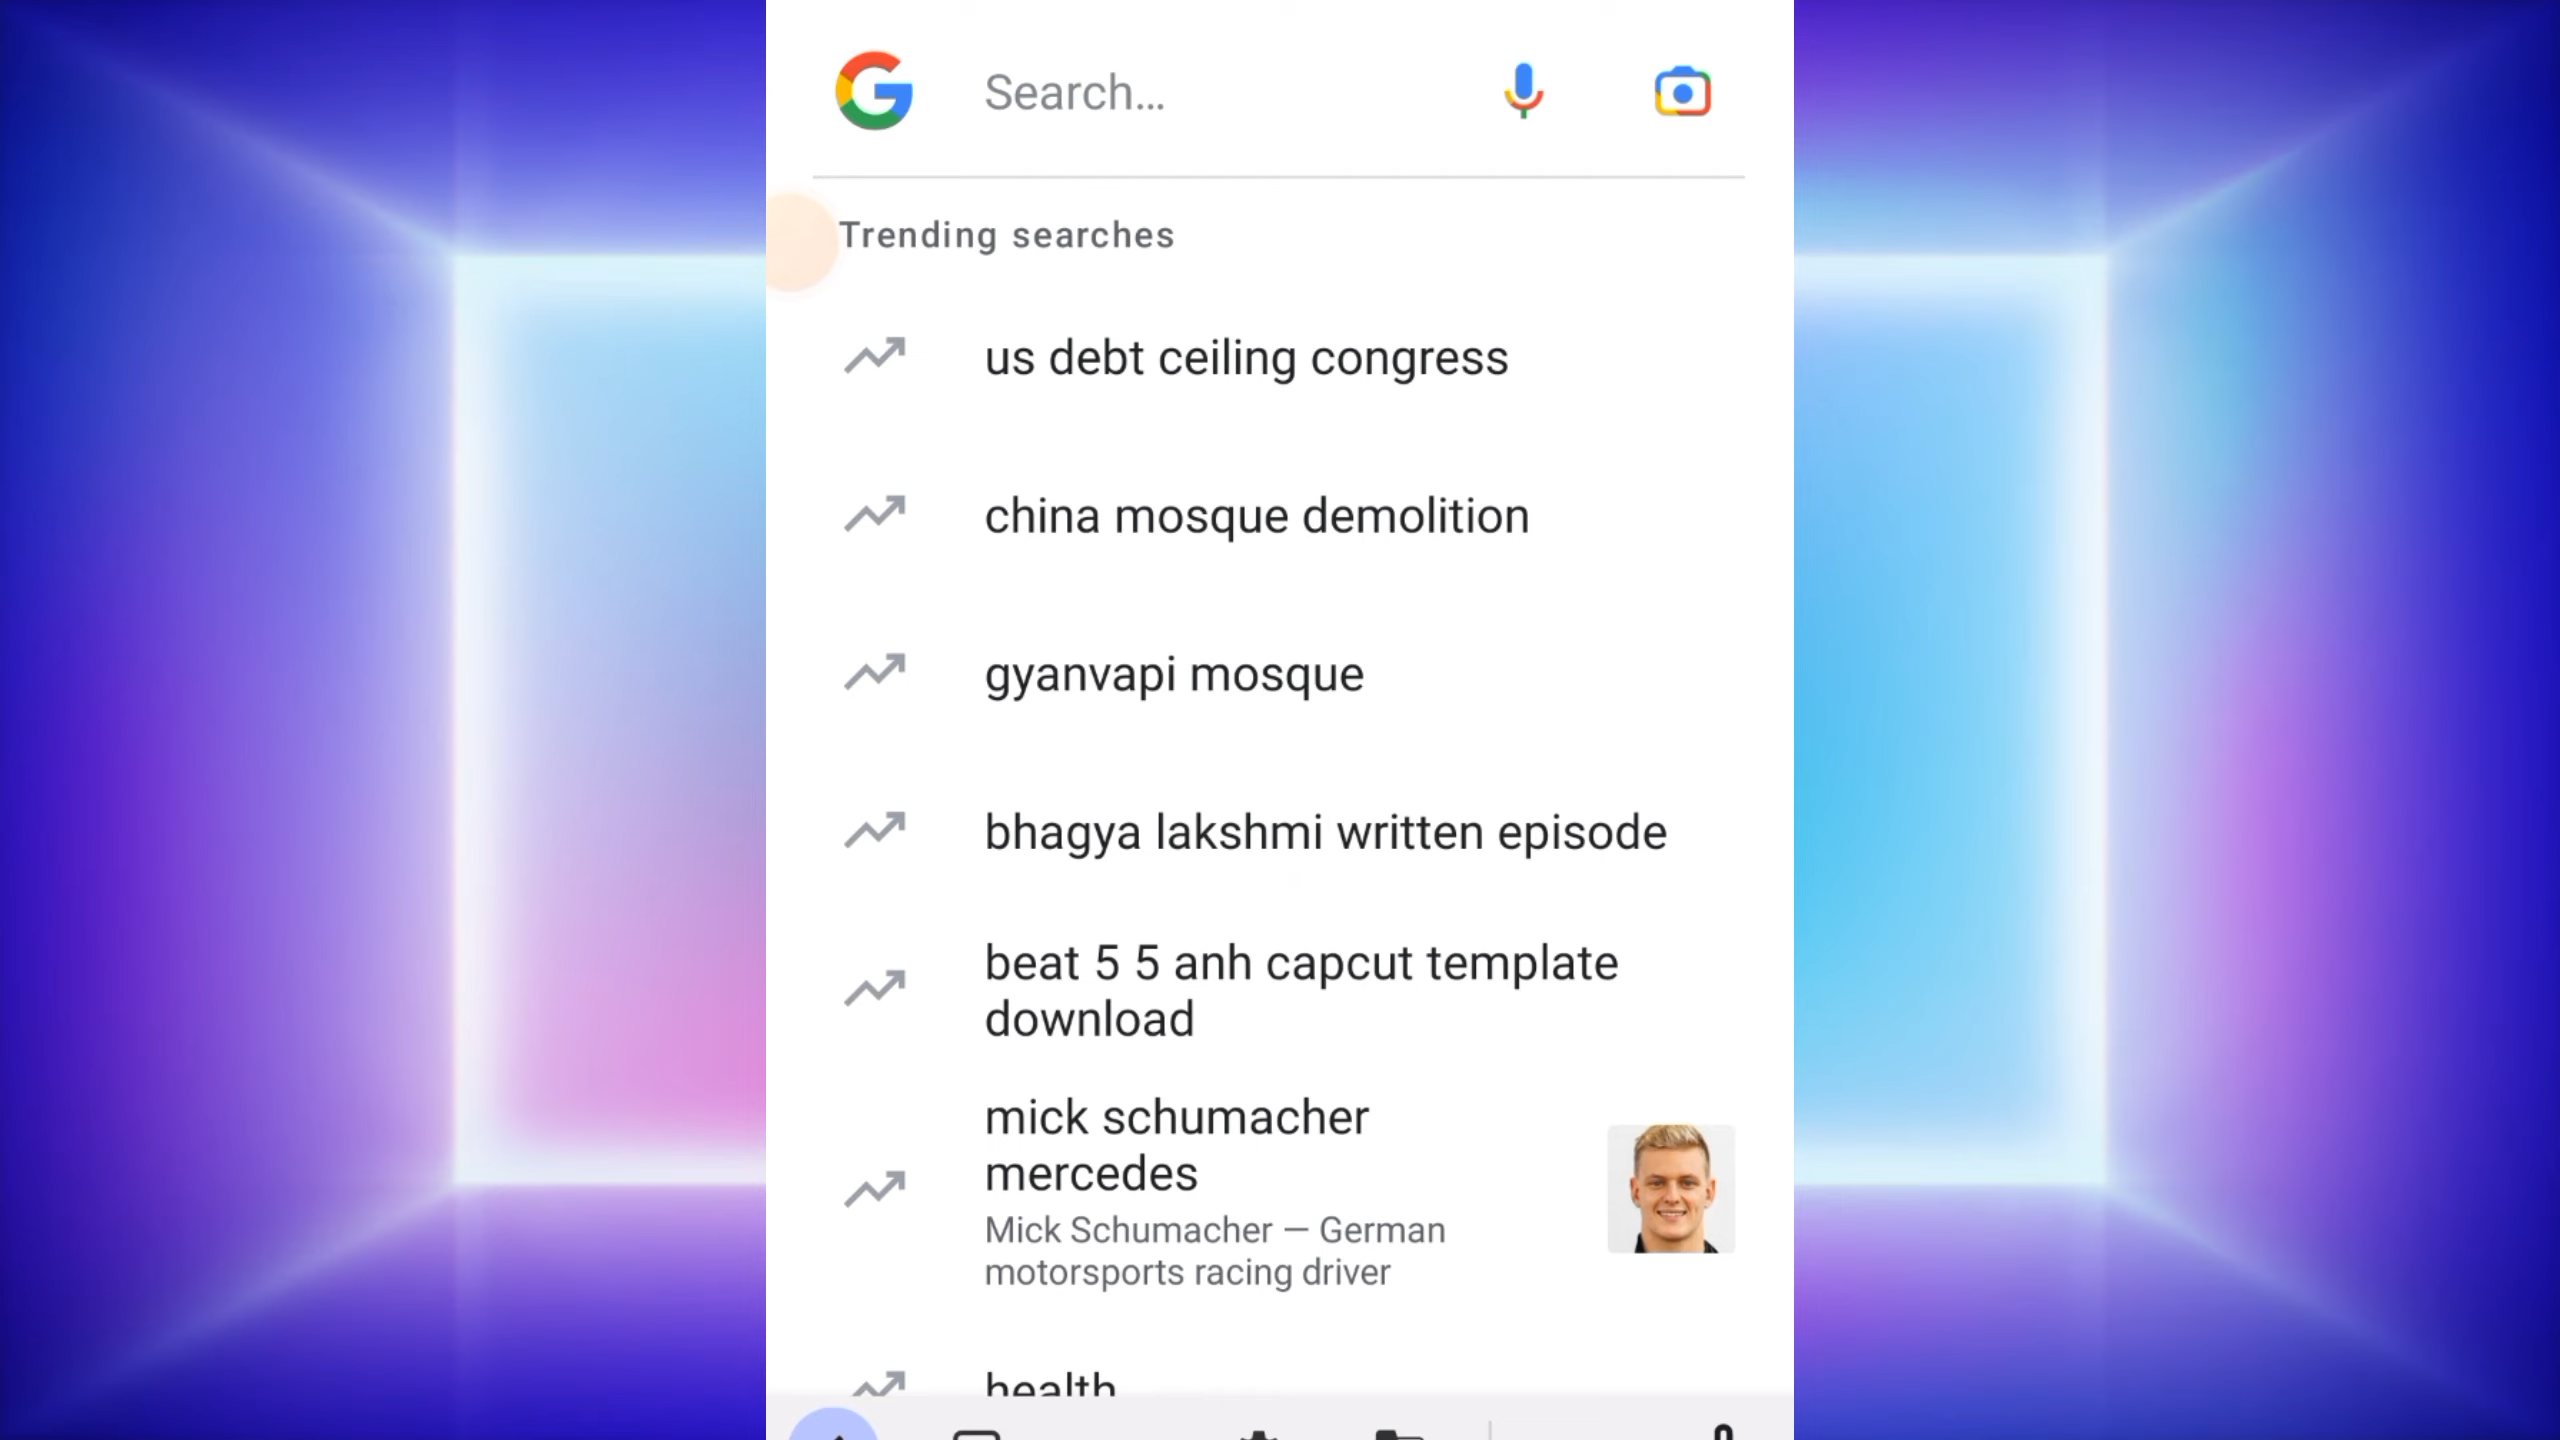 Search...
Trending searches
us debt ceiling congress
china mosque demolition
gyanvapi mosque
bhagya lakshmi written episode
beat 5 5 anh capcut template
download
mick schumacher
mercedes
Mick Schumacher — German
motorsports racing driver
health